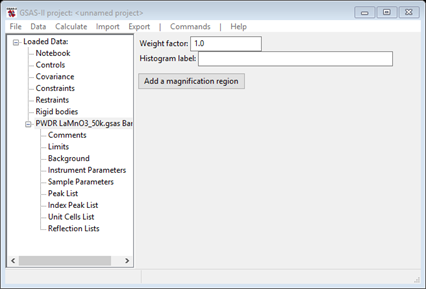 GSAS-II project: <unnamed project>
File Data Calculate Import Export | Commands | Help
Loaded Data:
Notebook
Controls
Covariance
Constraints
Restraints
Rigid bodies
PWDR LaMnO3_50k.gsas Bar
Comments
Limits
Background
Instrument Parameters
Sample Parameters
Peak List
Index Peak List
Unit Cells List
Reflection Lists
Weight factor: 1.0
Histogram label:
Add a magnification region